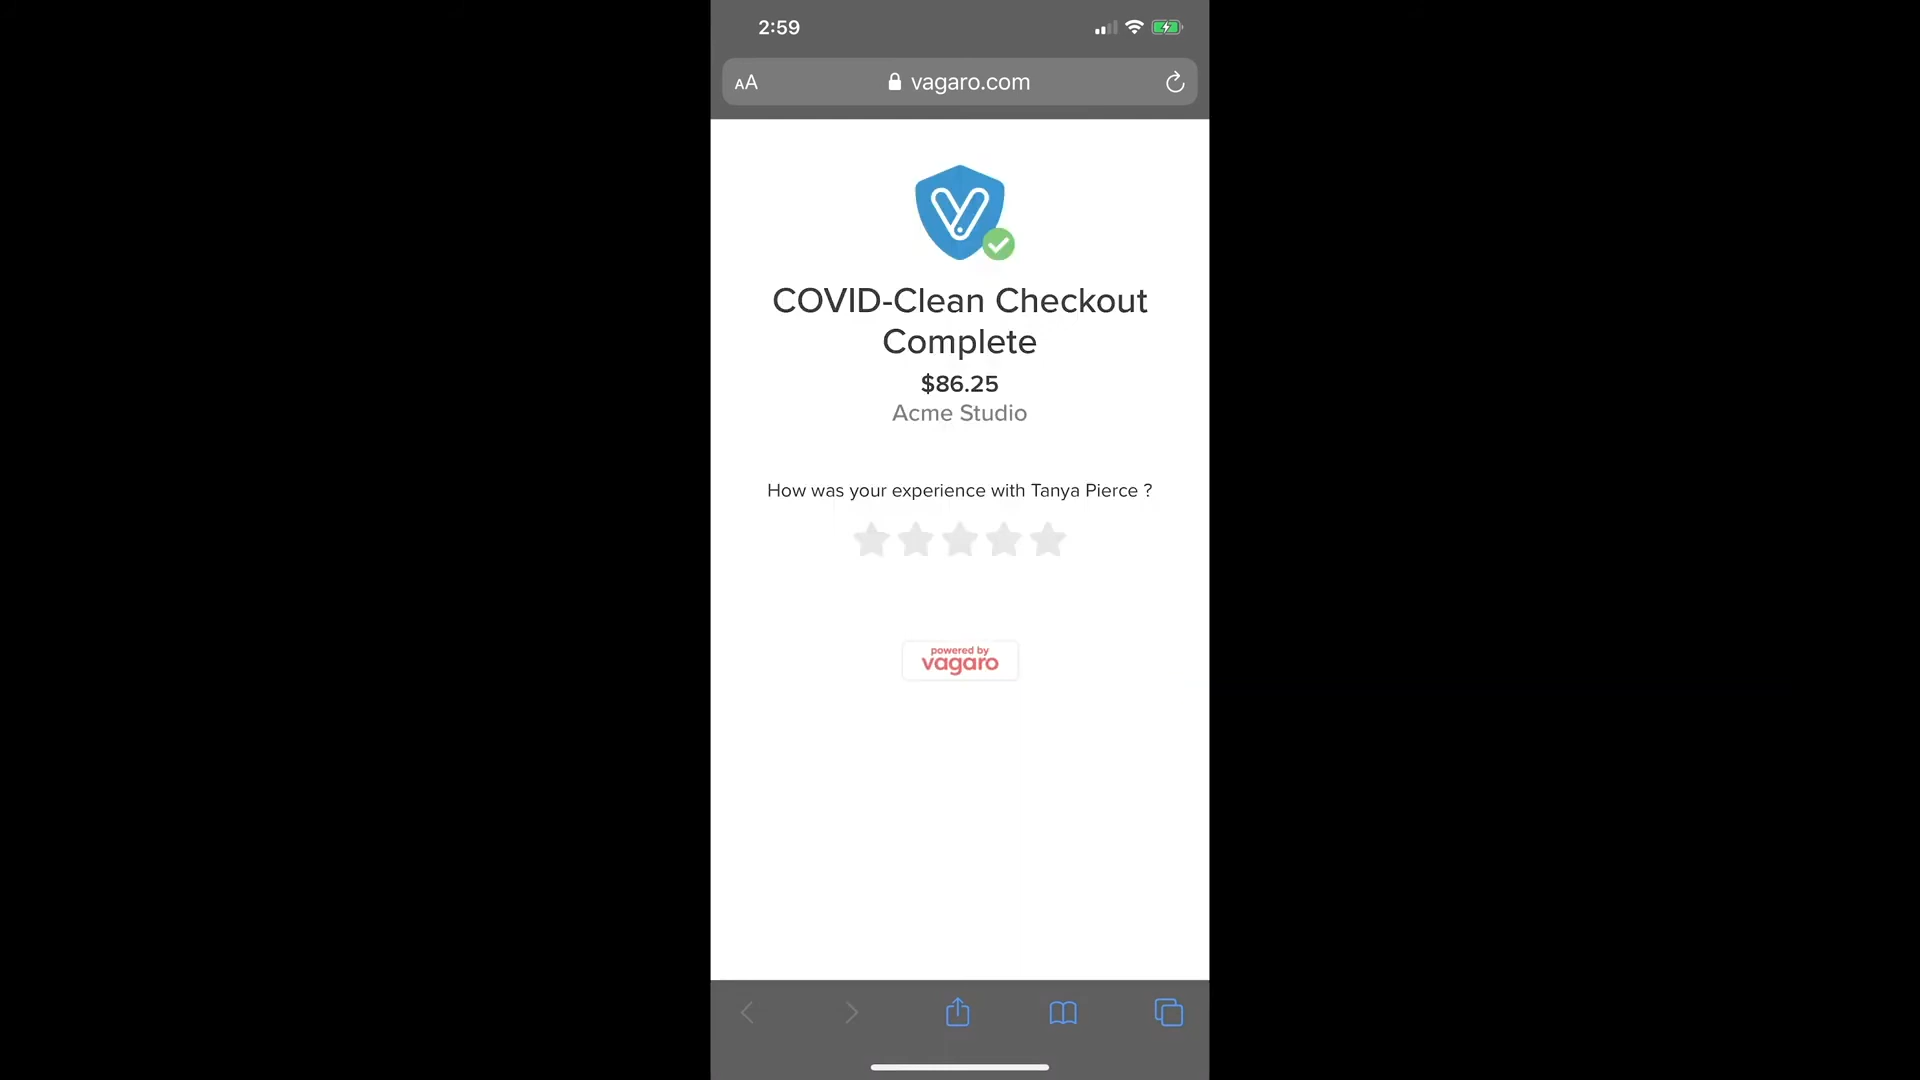 2:59
AA
vagaro.com
COVID-Clean Checkout
Complete
$86.25
Acme Studio
How was your experience with Tanya Pierce ?
powered by
vagaro